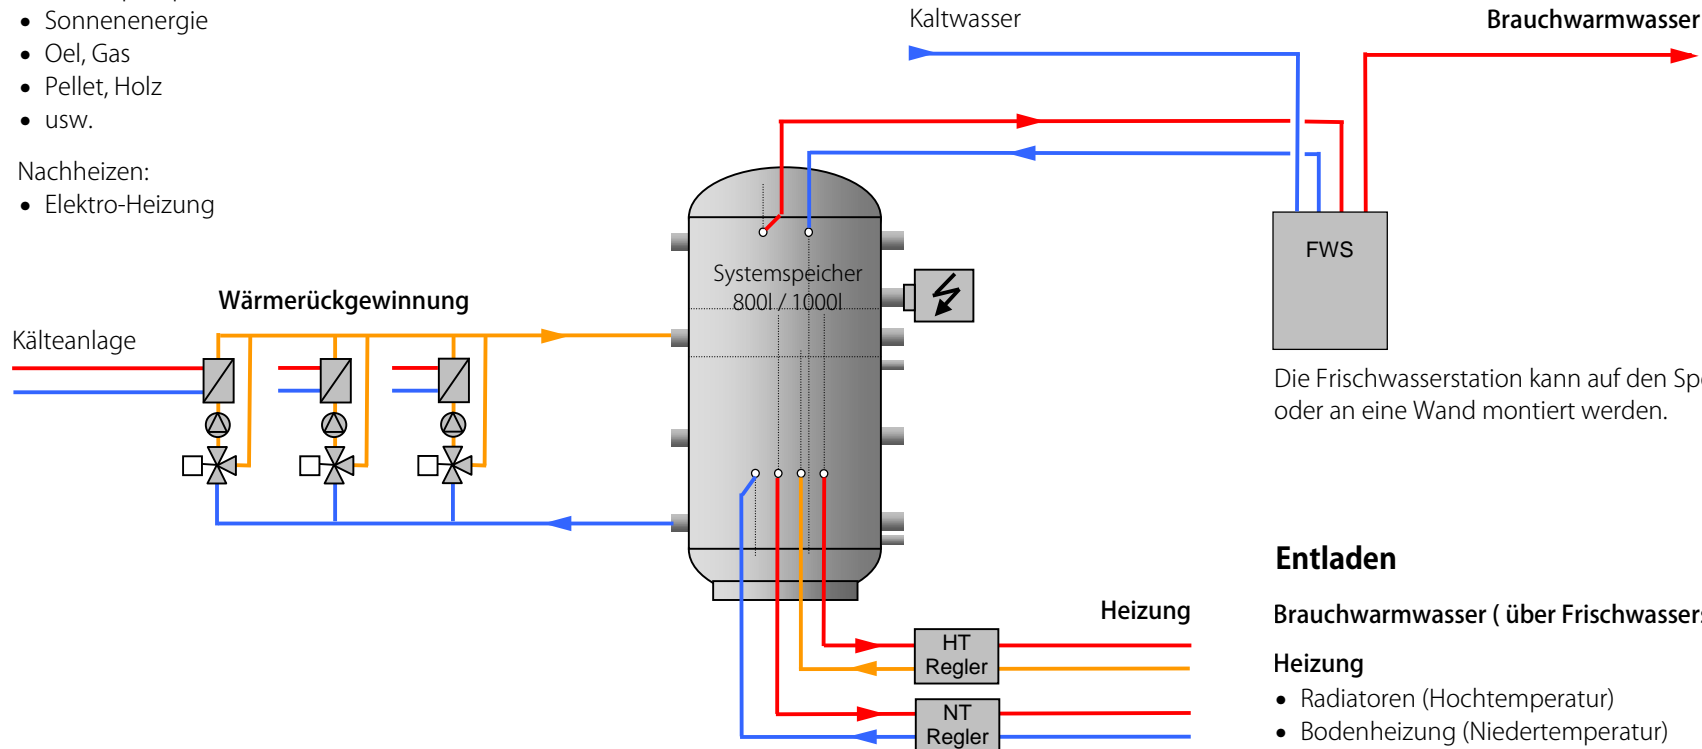 • Sonnenenergie
• Oel, Gas
• Pellet, Holz
• usw.
Nachheizen:
• Elektro-Heizung
Kaltwasser
Brauchwarmwasser
FWS
Systemspeicher
800l / 1000l
Wärmerückgewinnung
Kälteanlage
Die Frischwasserstation kann auf den
oder an eine Wand montiert werden.
Entladen
Brauchwarmwasser ( über
Heizung
• Radiatoren (Hochtemperatur)
• Bodenheizung (Niedertemperatur)
Heizung
HT
Regler
NT
Regler